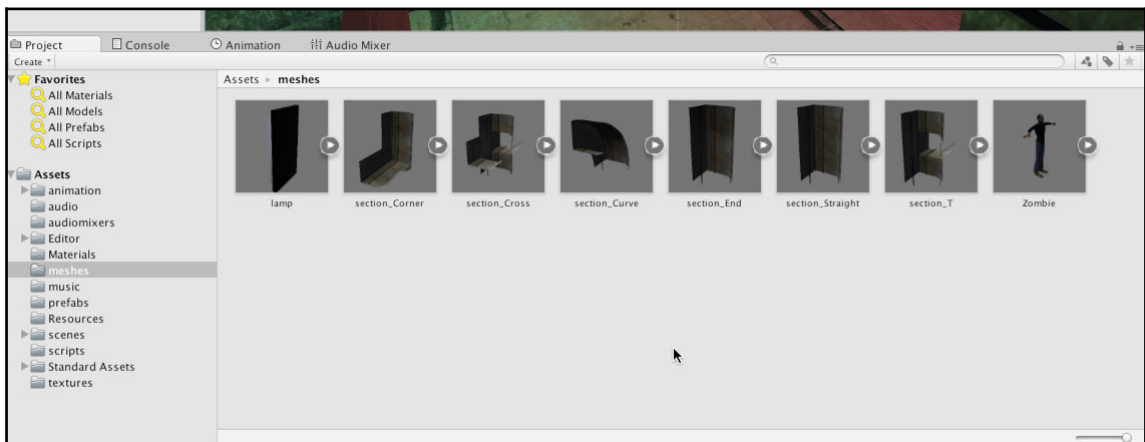 Project Console Animation Audio Mixer
Create
Favorites
All Materials
All Models
All Prefabs
All Scripts
Assets
animation
audio
audiomixers
Editor
Materials
meshes
music
prefabs
Resources
scenes
scripts
Standard Assets
textures
Assets ▸ meshes
lamp section_Corner section_Cross section_Curve section_End section_Straight section_T Zombie